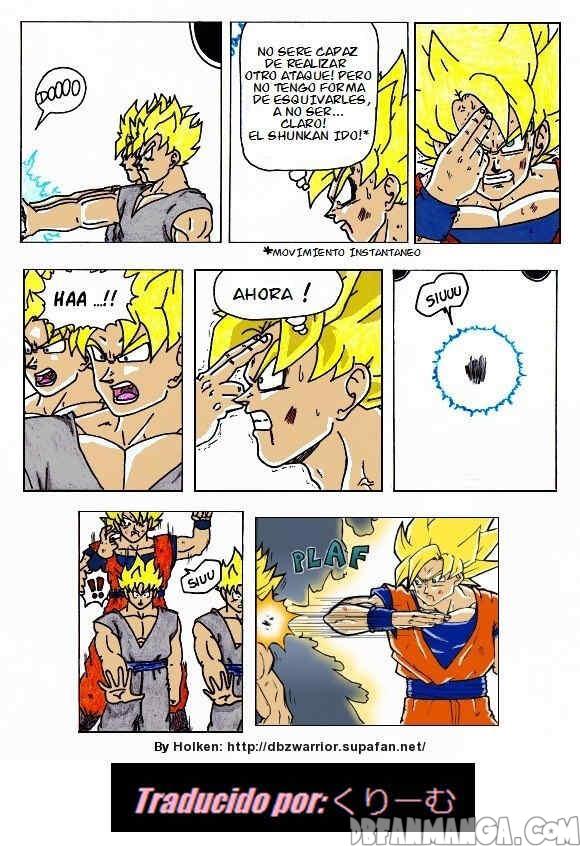 DOOOO
NO SERE CAPAZ
DE REALIZAR
OTRO ATAQUE! PERO
NO TENGO FORMA
DE ESQUIVARLES,
A NO SER...
CLARO!
EL SHUNKAN IDO!*
*MOVIMIENTO INSTANTANEO
HAA ...!!
AHORA !
SIUUU
!!
SIUU
PLAF
By Holken: http://dbzwarrior.supafan.net/
Traducido por: くりーむ
DBFANMANGA.COM